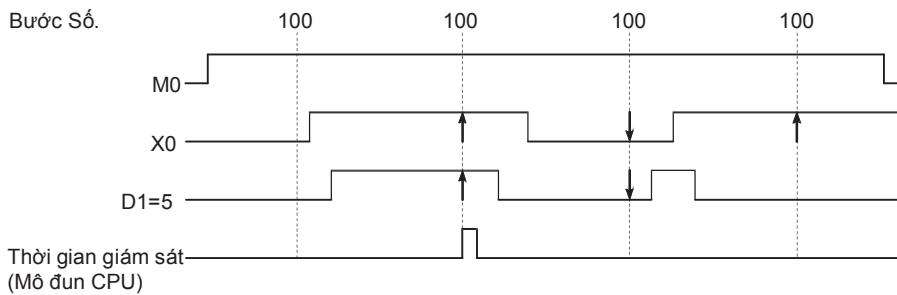 Bước Số. 100 100 100 100
M0
X0
D1=5
Thời gian giám sát
(Mô đun CPU)